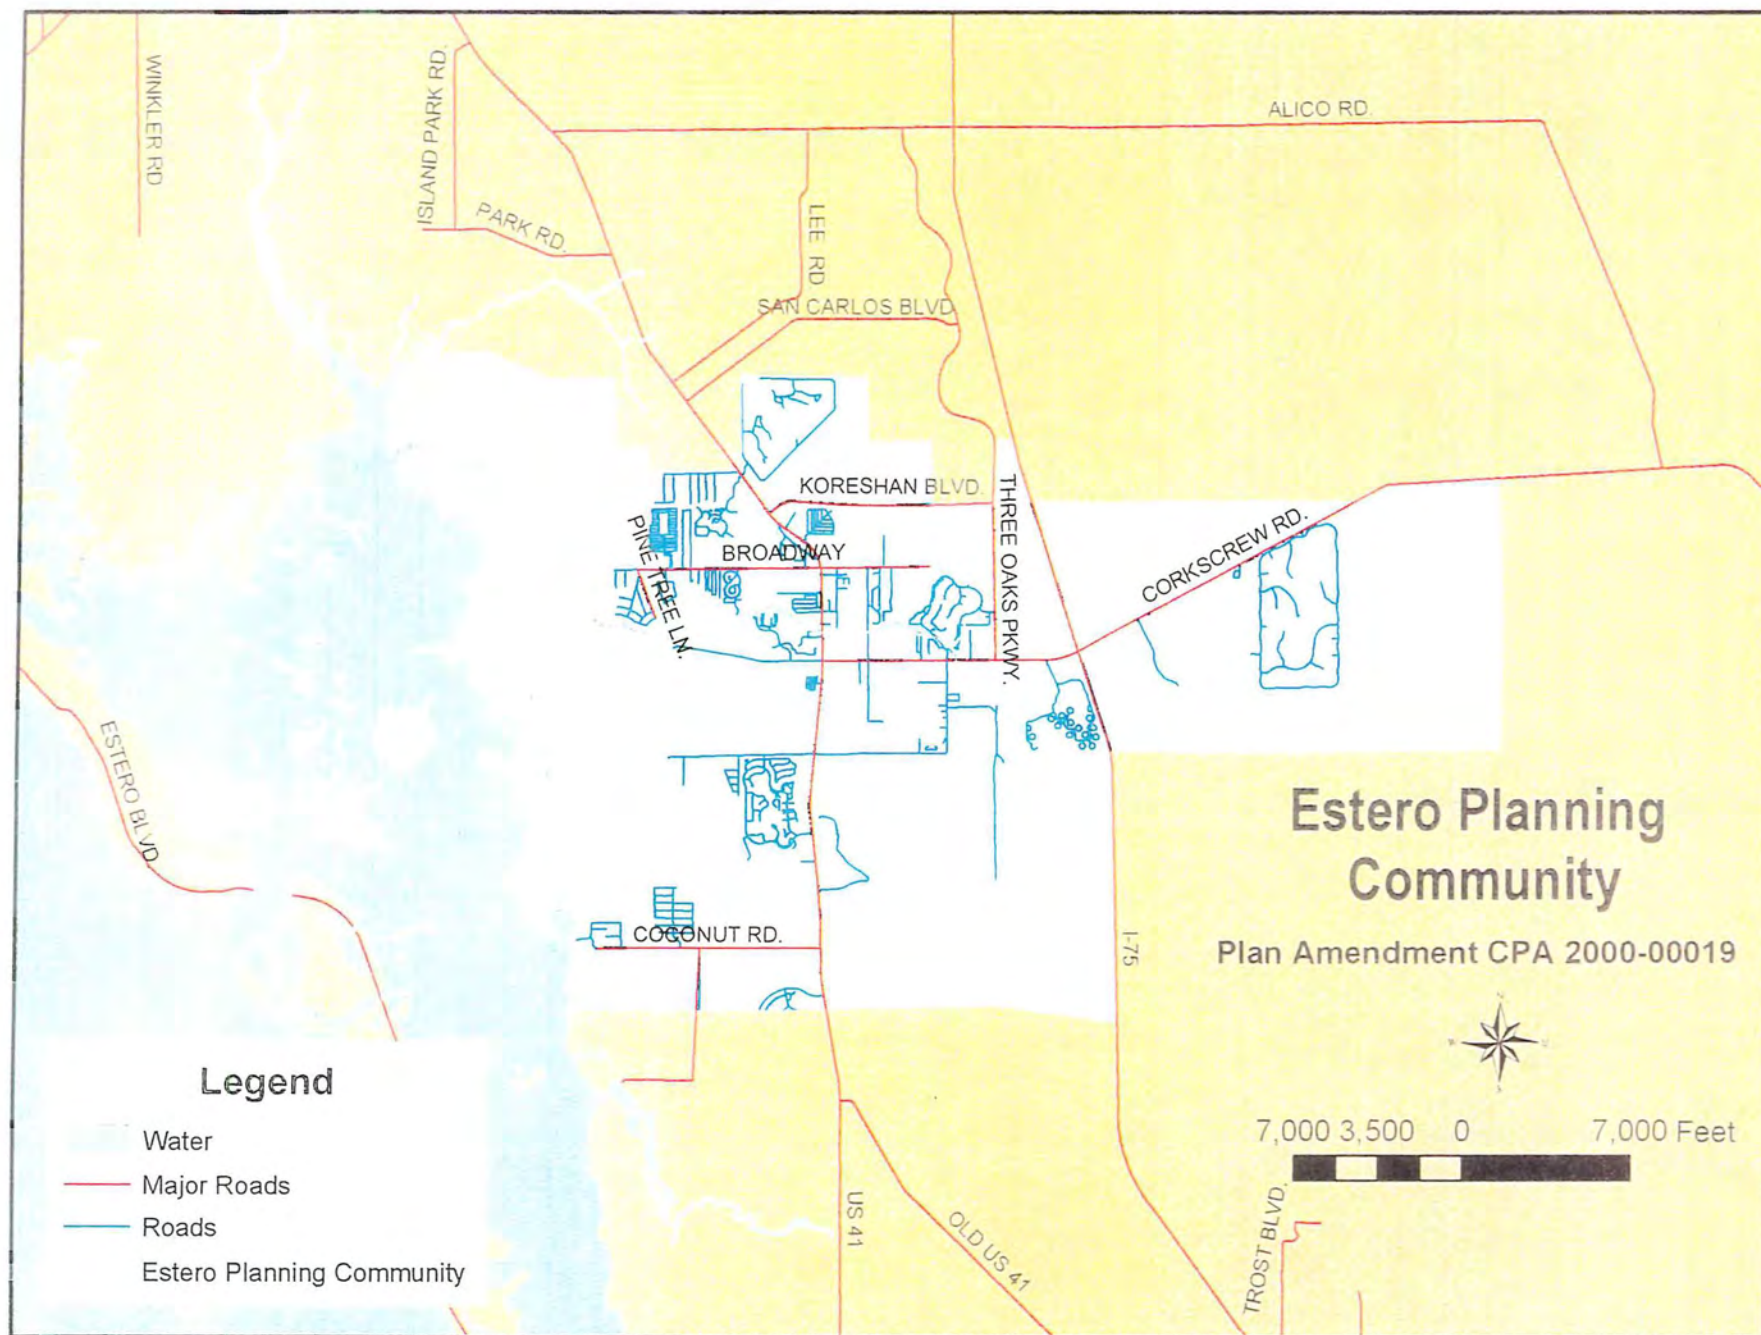 WINKLER RD
ISLAND PARK RD.
PARK RD.
ALICO RD.
LEE RD
SAN CARLOS BLVD
KORESHAN BLVD.
THREE OAKS PKWY.
PINE TREE LN.
BROADWAY
CORKSCREW RD.
ESTERO BLVD
COCONUT RD.
I-75
US 41
OLD US 41
TROST BLVD.
Estero Planning
Community
Plan Amendment CPA 2000-00019
7,000 3,500 0 7,000 Feet
Legend
Water
Major Roads
Roads
Estero Planning Community